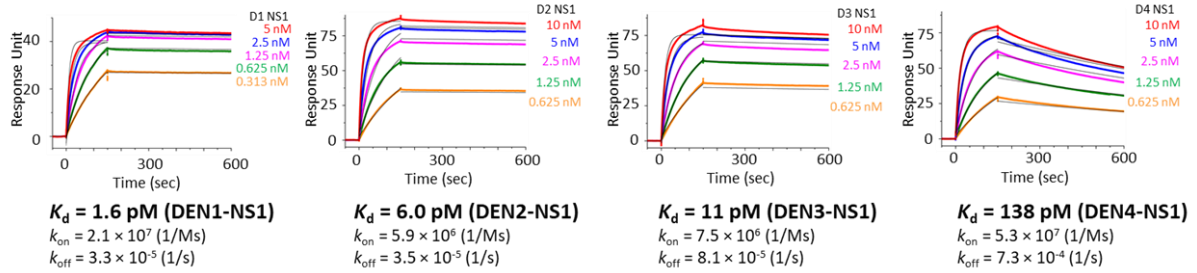 D1 NS1
5 nM
2.5 nM
1.25 nM
0.625 nM
0.313 nM
Response Unit
40
20
0
0 300 600
Time (sec)
Kd = 1.6 pM (DEN1-NS1)
kon = 2.1 × 10⁷ (1/Ms)
koff = 3.3 × 10⁻⁵ (1/s)
D2 NS1
10 nM
5 nM
2.5 nM
1.25 nM
0.625 nM
Response Unit
75
50
25
0
0 300 600
Time (sec)
Kd = 6.0 pM (DEN2-NS1)
kon = 5.9 × 10⁶ (1/Ms)
koff = 3.5 × 10⁻⁵ (1/s)
D3 NS1
10 nM
5 nM
2.5 nM
1.25 nM
0.625 nM
Response Unit
75
50
25
0
0 300 600
Time (sec)
Kd = 11 pM (DEN3-NS1)
kon = 7.5 × 10⁶ (1/Ms)
koff = 8.1 × 10⁻⁵ (1/s)
D4 NS1
10 nM
5 nM
2.5 nM
1.25 nM
0.625 nM
Response Unit
75
50
25
0
0 300 600
Time (sec)
Kd = 138 pM (DEN4-NS1)
kon = 5.3 × 10⁷ (1/Ms)
koff = 7.3 × 10⁻⁴ (1/s)